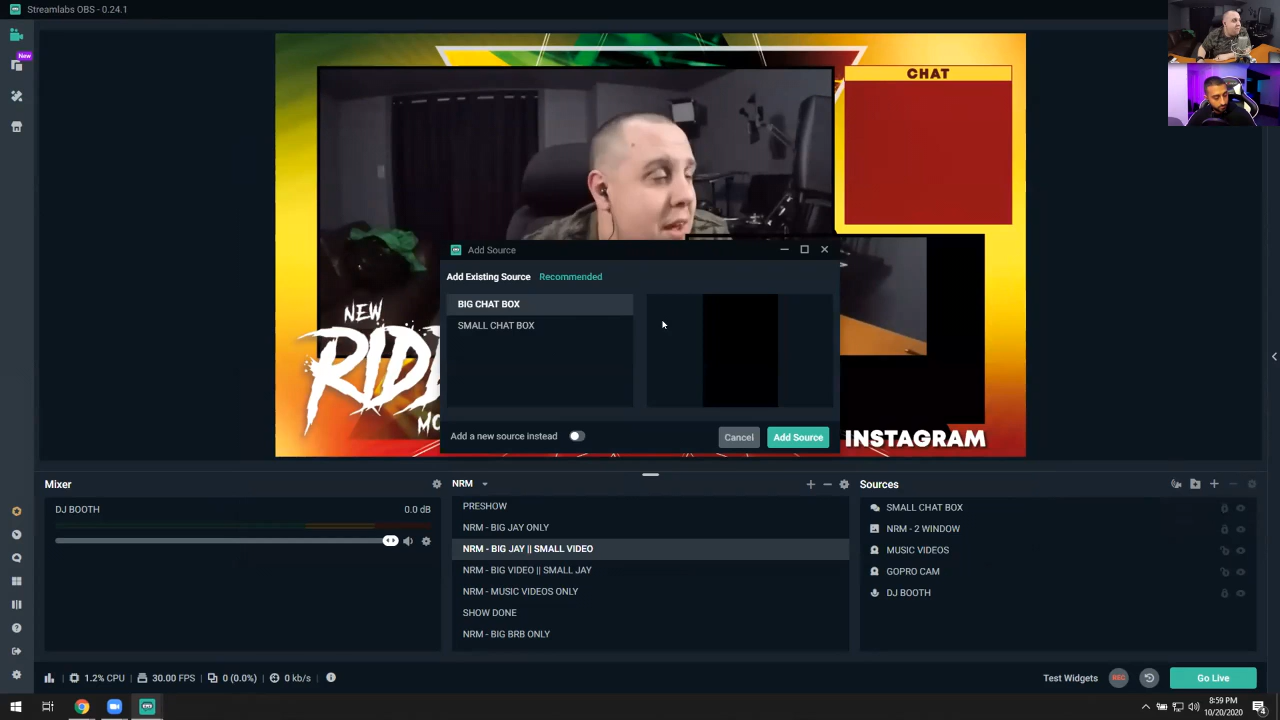 Streamlabs OBS - 0.24.1
New
CHAT
Add Source
Add Existing Source Recommended
BIG CHAT BOX
SMALL CHAT BOX
Add a new source instead
Cancel
Add Source
NEW
INSTAGRAM
Mixer
DJ BOOTH 0.0 dB
NRM
PRESHOW
NRM - BIG JAY ONLY
NRM - BIG JAY || SMALL VIDEO
NRM - BIG VIDEO || SMALL JAY
NRM - MUSIC VIDEOS ONLY
SHOW DONE
NRM - BIG BRB ONLY
Sources
SMALL CHAT BOX
NRM - 2 WINDOW
MUSIC VIDEOS
GOPRO CAM
DJ BOOTH
1.2% CPU
30.00 FPS
0 (0.0%)
0 kb/s
Test Widgets
REC
Go Live
8:59 PM
10/20/2020
4